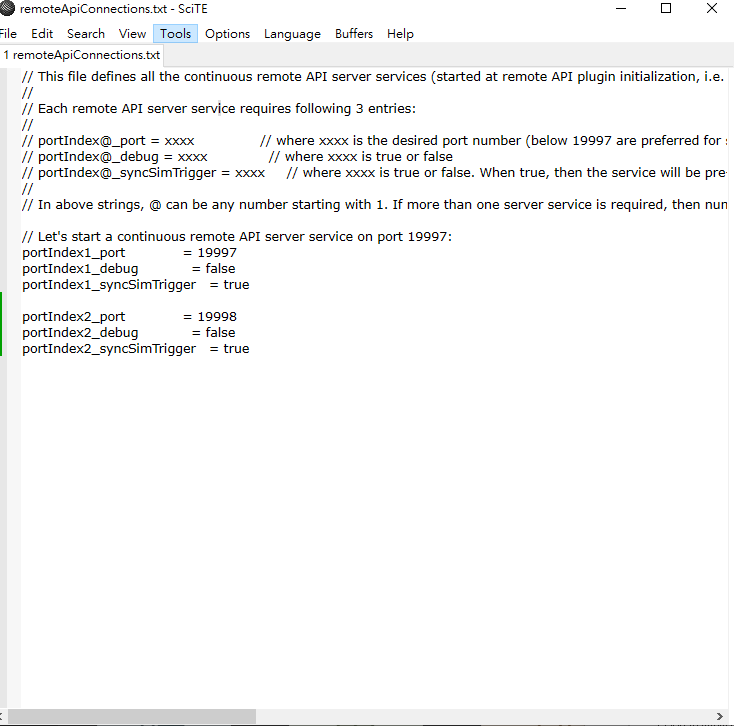 remoteApiConnections.txt - SciTE
File Edit Search View Tools Options Language Buffers Help
1 remoteApiConnections.txt
// This file defines all the continuous remote API server services (started at remote API plugin initialization, i.e.
//
// Each remote API server service requires following 3 entries:
//
// portIndex@_port = xxxx // where xxxx is the desired port number (below 19997 are preferred for
// portIndex@_debug = xxxx // where xxxx is true or false
// portIndex@_syncSimTrigger = xxxx // where xxxx is true or false. When true, then the service will be pre
//
// In above strings, @ can be any number starting with 1. If more than one server service is required, then num
// Let's start a continuous remote API server service on port 19997:
portIndex1_port = 19997
portIndex1_debug = false
portIndex1_syncSimTrigger = true
portIndex2_port = 19998
portIndex2_debug = false
portIndex2_syncSimTrigger = true